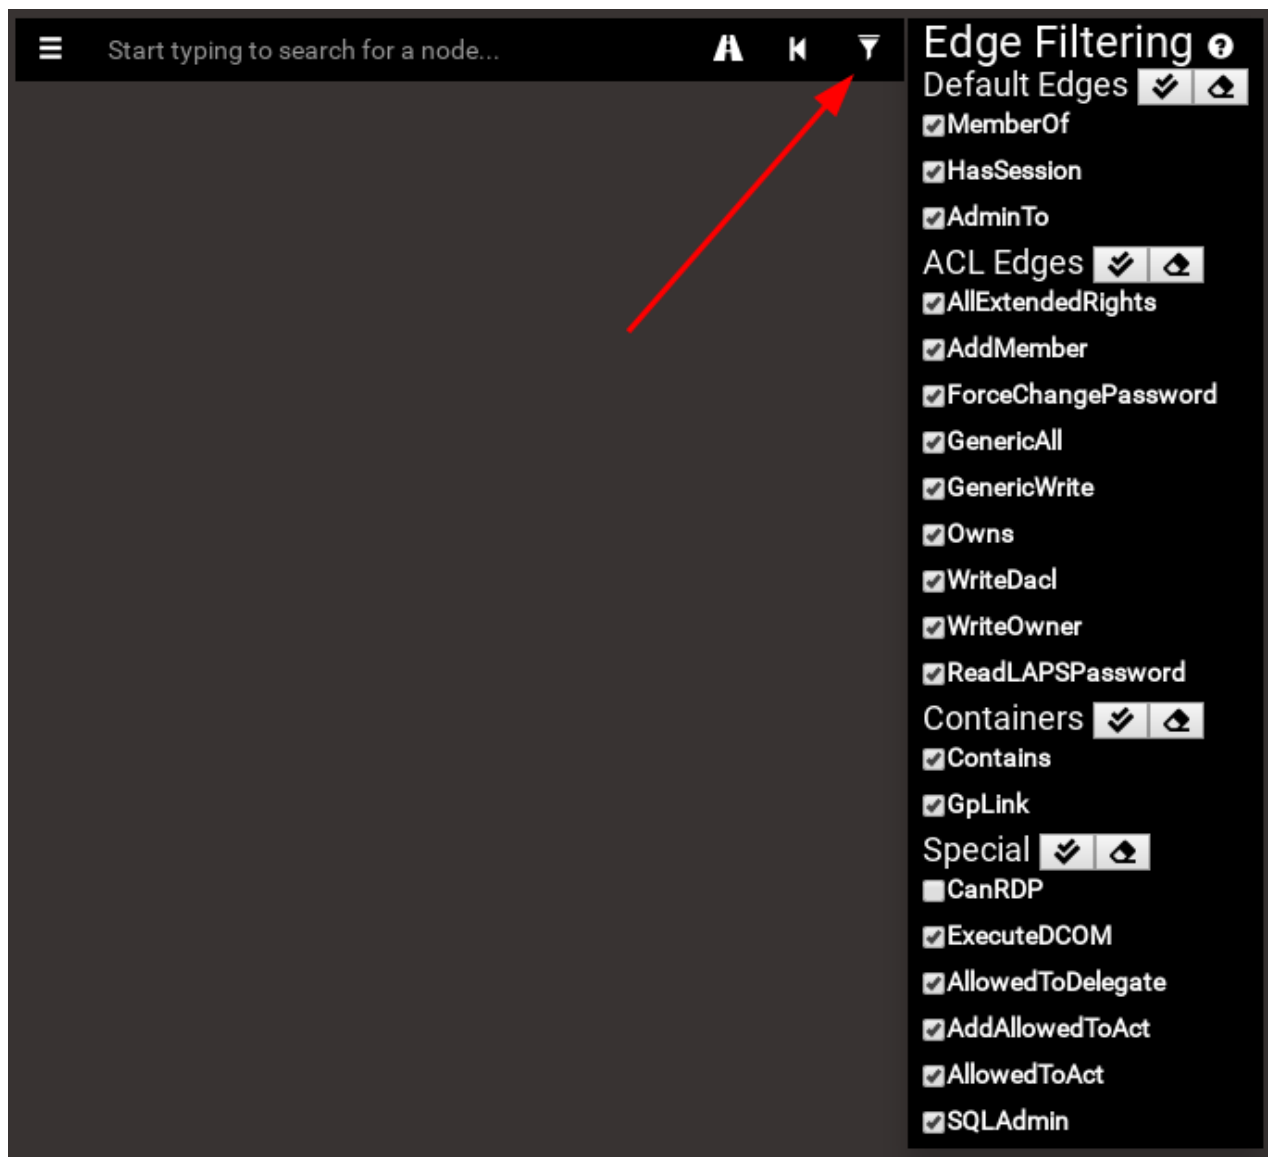 Start typing to search for a node...
Edge Filtering
Default Edges
MemberOf
HasSession
AdminTo
ACL Edges
AllExtendedRights
AddMember
ForceChangePassword
GenericAll
GenericWrite
Owns
WriteDacl
WriteOwner
ReadLAPSPassword
Containers
Contains
GpLink
Special
CanRDP
ExecuteDCOM
AllowedToDelegate
AddAllowedToAct
AllowedToAct
SQLAdmin